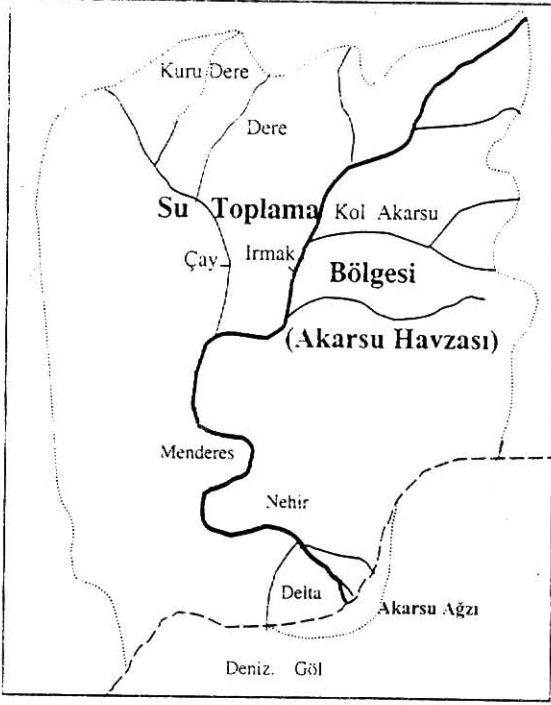 Kuru Dere
Dere
Su Toplama
Kol Akarsu
Çay
Irmak
Bölgesi
(Akarsu Havzası)
Menderes
Nehir
Delta
Akarsu Ağzı
Deniz. Göl